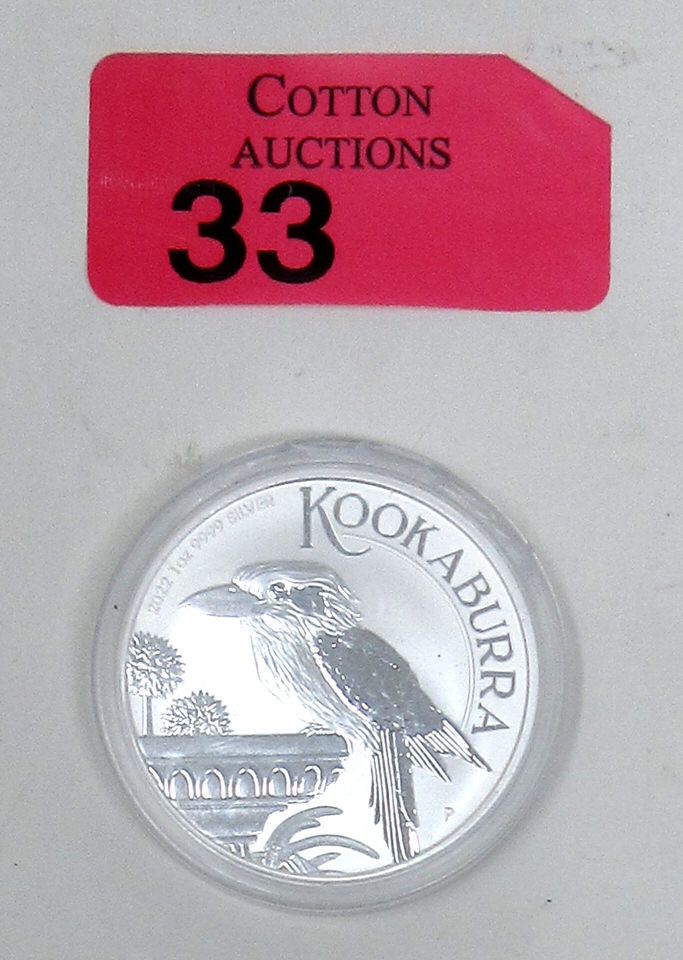 COTTON
AUCTIONS
33
2022 1oz 9999 SILVER
KOOKABURRA
P